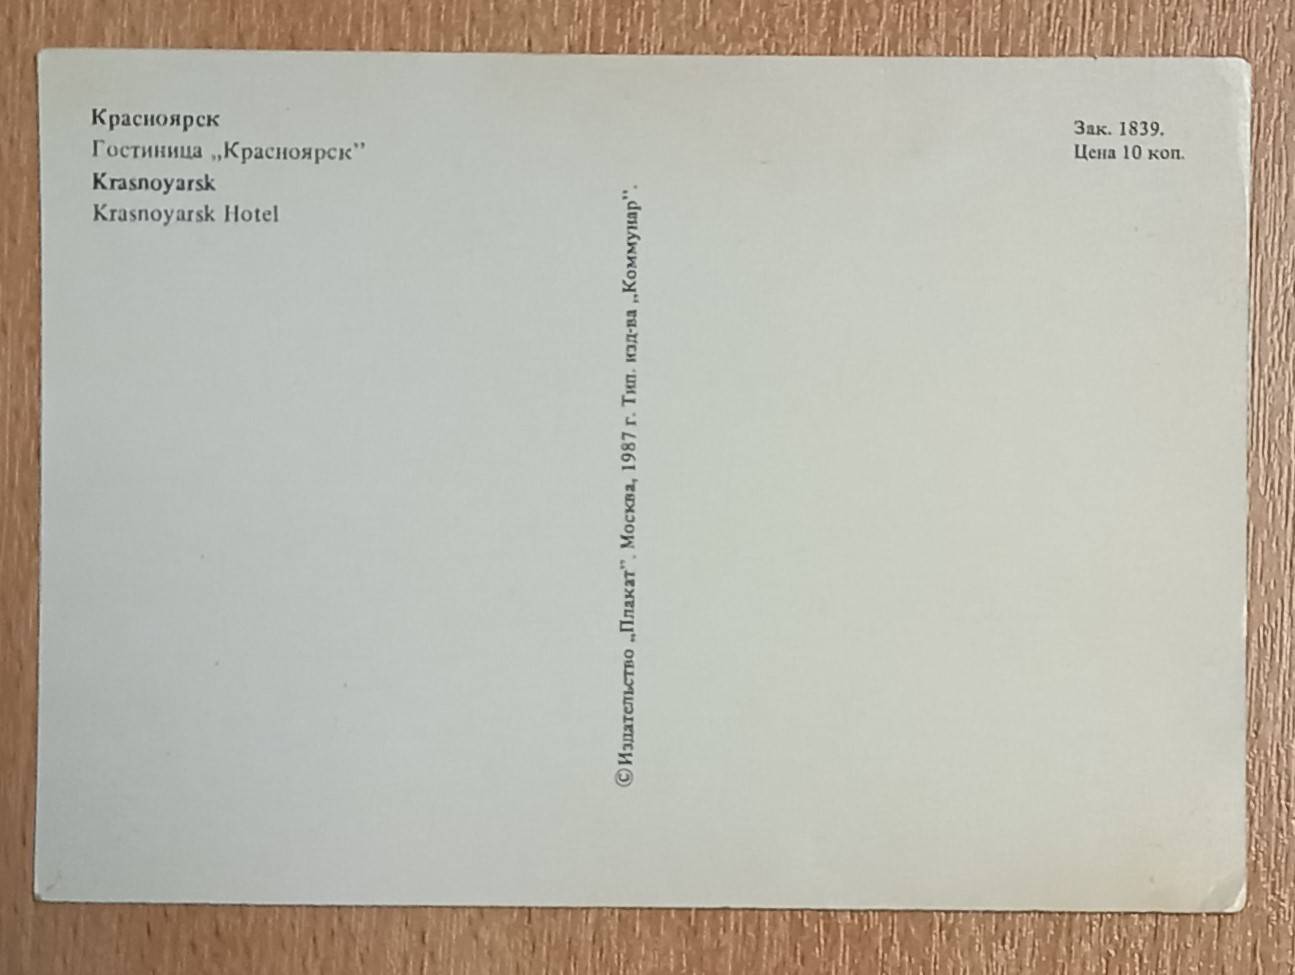 Красноярск
Гостиница „Красноярск”
Krasnoyarsk
Krasnoyarsk Hotel
Зак. 1839.
Цена 10 коп.
©Издательство „Плакат”. Москва, 1987 г. Тип. изд-ва „Коммунар”.